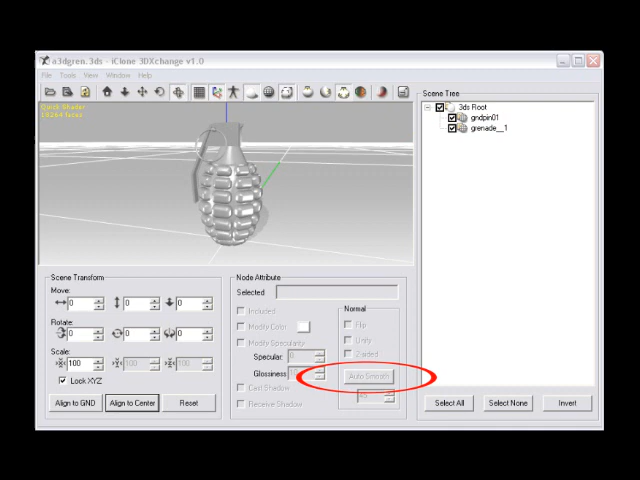 a3dgren.3ds - iClone 3DXchange v1.0
File Tools View Window Help
Quick Shader
18264 faces
Scene Tree
3ds Root
gndpin01
grenade__1
Scene Transform
Move:
0 0 0
Rotate:
0 0 0
Scale:
100 100 100
Lock XYZ
Align to GND Align to Center Reset
Node Attribute
Selected
Included
Modify Color
Modify Specularity
Specular: 0
Glossiness
Cast Shadow
Receive Shadow
Normal
Flip
Unify
2-sided
Auto Smooth
45
Select All Select None Invert